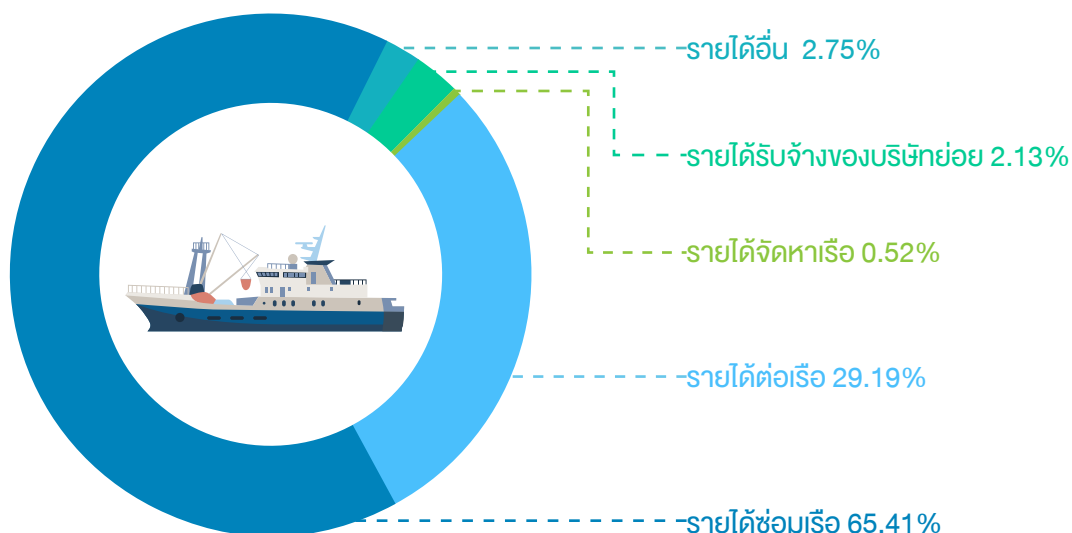 รายได้อื่น 2.75%
รายได้รับจ้างของบริษัทย่อย 2.13%
รายได้จัดหาเรือ 0.52%
รายได้ต่อเรือ 29.19%
รายได้ซ่อมเรือ 65.41%